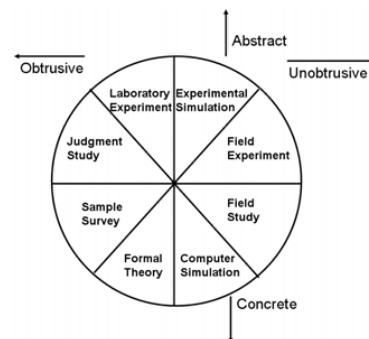 Abstract
Obtrusive
Unobtrusive
Laboratory
Experiment
Experimental
Simulation
Judgment
Study
Field
Experiment
Sample
Survey
Field
Study
Formal
Theory
Computer
Simulation
Concrete